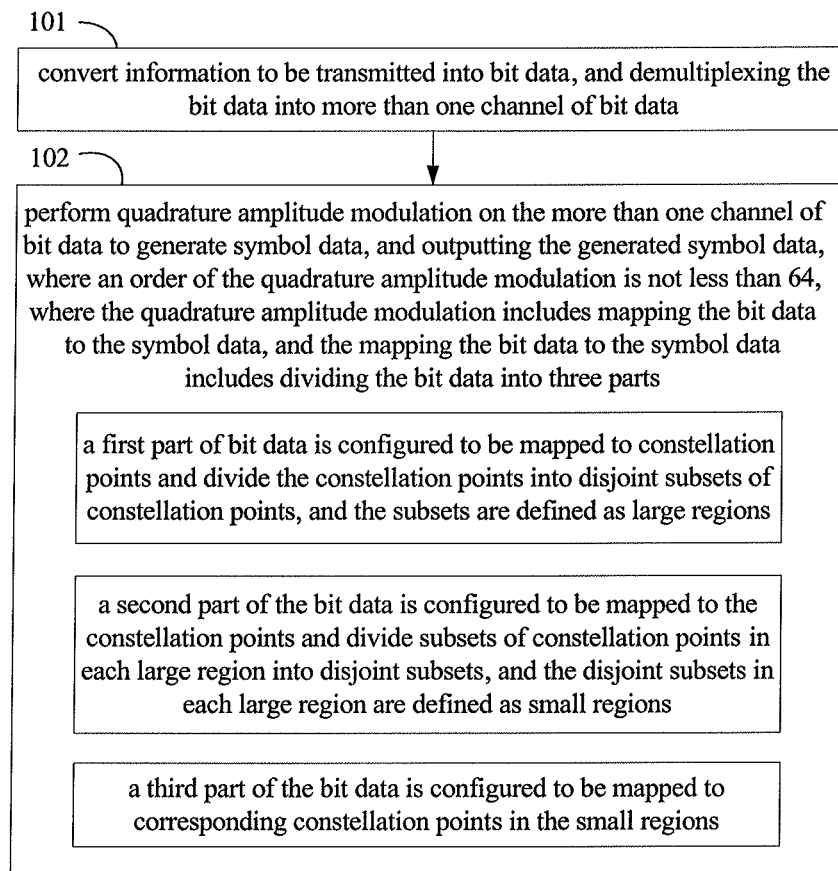 101
convert information to be transmitted into bit data, and demultiplexing the
bit data into more than one channel of bit data
102
perform quadrature amplitude modulation on the more than one channel of
bit data to generate symbol data, and outputting the generated symbol data,
where an order of the quadrature amplitude modulation is not less than 64,
where the quadrature amplitude modulation includes mapping the bit data
to the symbol data, and the mapping the bit data to the symbol data
includes dividing the bit data into three parts
a first part of bit data is configured to be mapped to constellation
points and divide the constellation points into disjoint subsets of
constellation points, and the subsets are defined as large regions
a second part of the bit data is configured to be mapped to the
constellation points and divide subsets of constellation points in
each large region into disjoint subsets, and the disjoint subsets in
each large region are defined as small regions
a third part of the bit data is configured to be mapped to
corresponding constellation points in the small regions